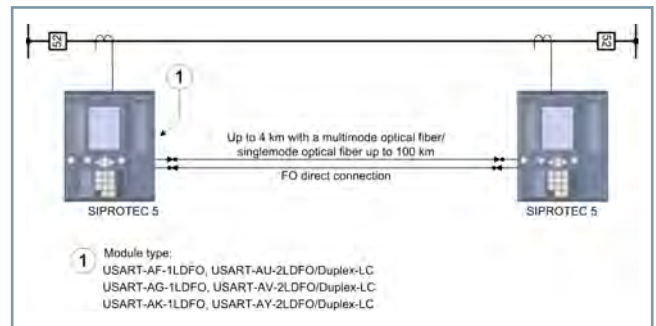 52
52
1
Up to 4 km with a multimode optical fiber/
singlemode optical fiber up to 100 km
FO direct connection
SIPROTEC 5
SIPROTEC 5
1
Module type:
USART-AF-1LDFO, USART-AU-2LDFO/Duplex-LC
USART-AG-1LDFO, USART-AV-2LDFO/Duplex-LC
USART-AK-1LDFO, USART-AY-2LDFO/Duplex-LC